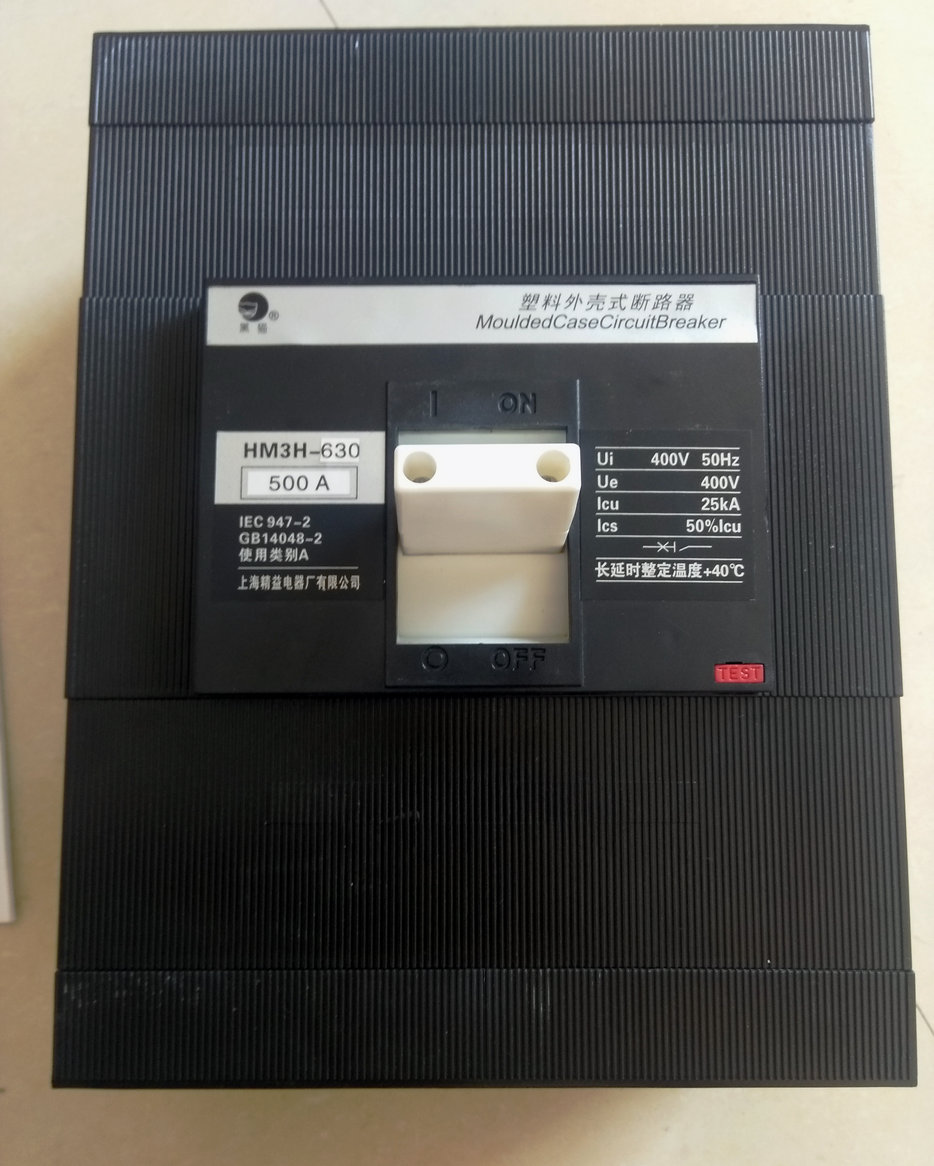 黑猫®
塑料外壳式断路器
MouldedCaseCircuitBreaker
I ON
HM3H-630
500 A
IEC 947-2
GB14048-2
使用类别A
上海精益电器厂有限公司
Ui 400V 50Hz
Ue 400V
Icu 25kA
Ics 50%Icu
长延时整定温度+40℃
O OFF
TEST